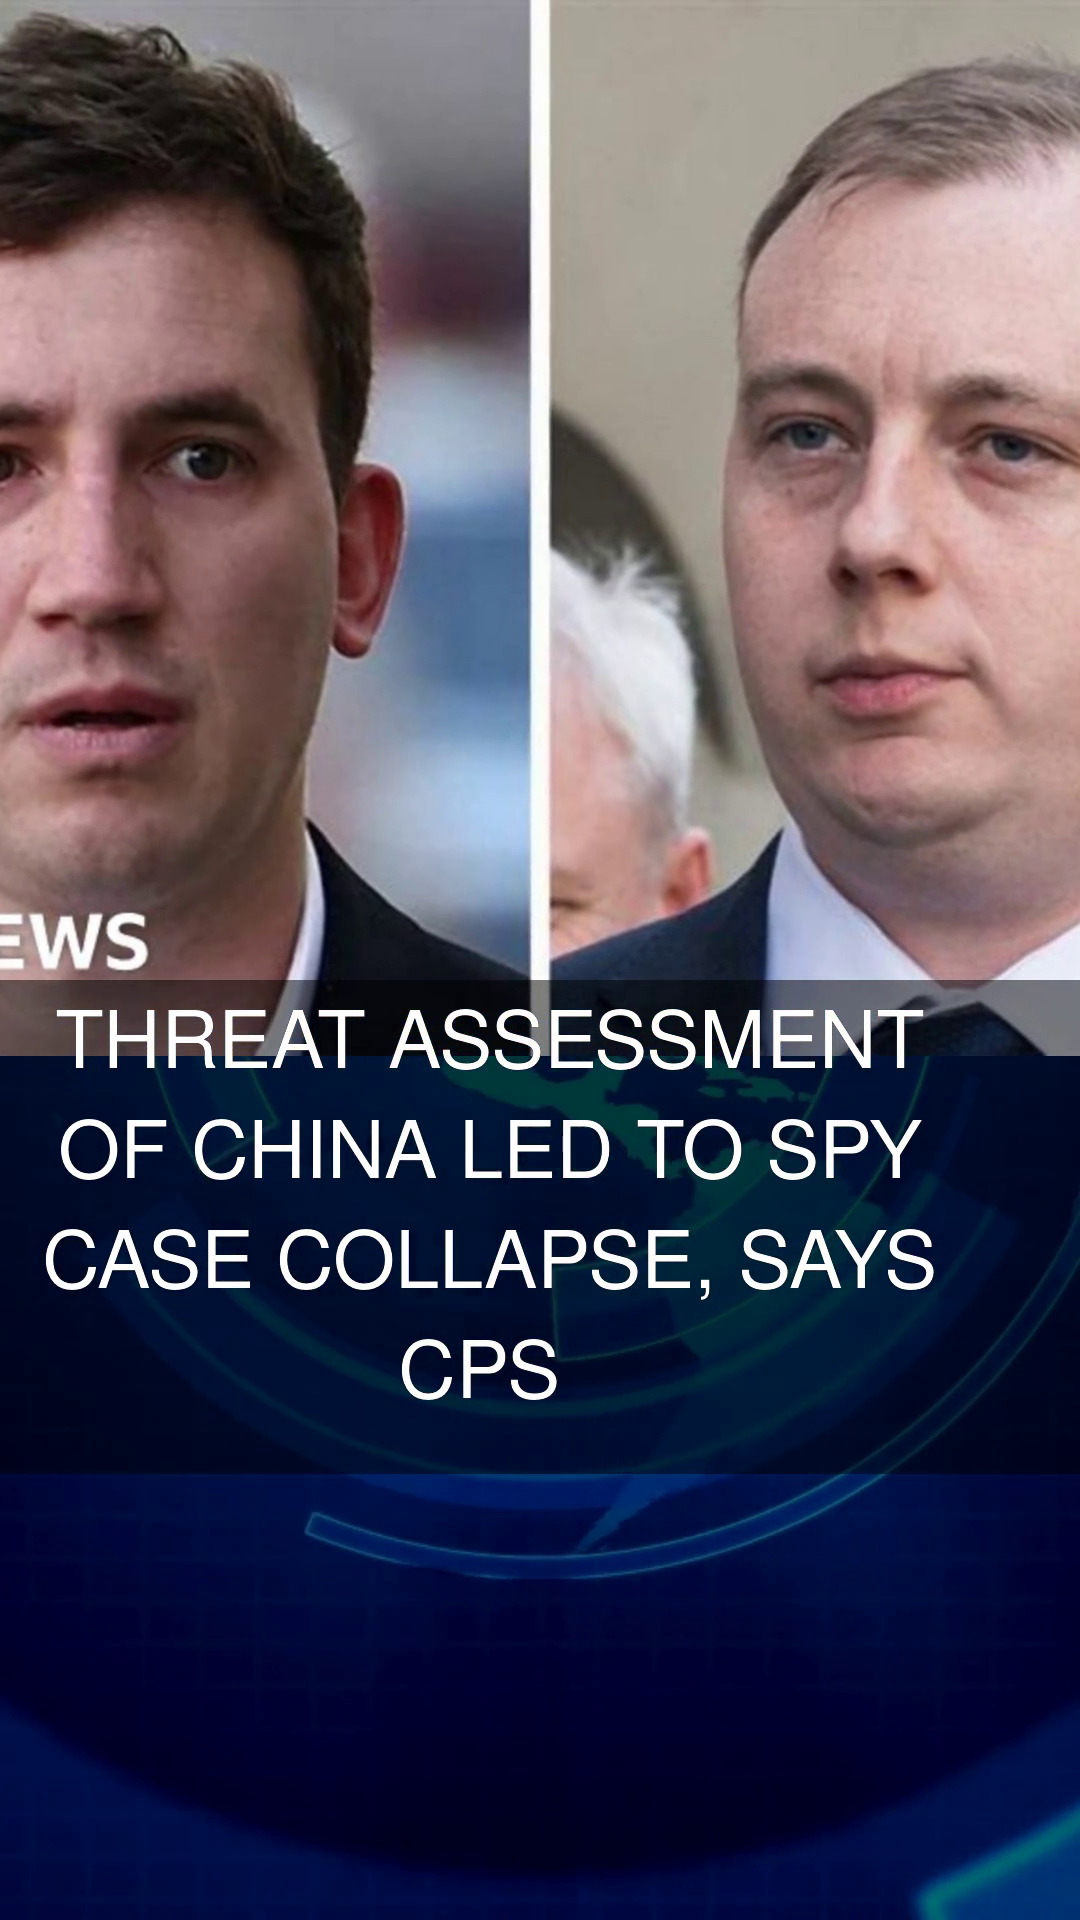 EWS
THREAT ASSESSMENT
OF CHINA LED TO SPY
CASE COLLAPSE, SAYS
CPS